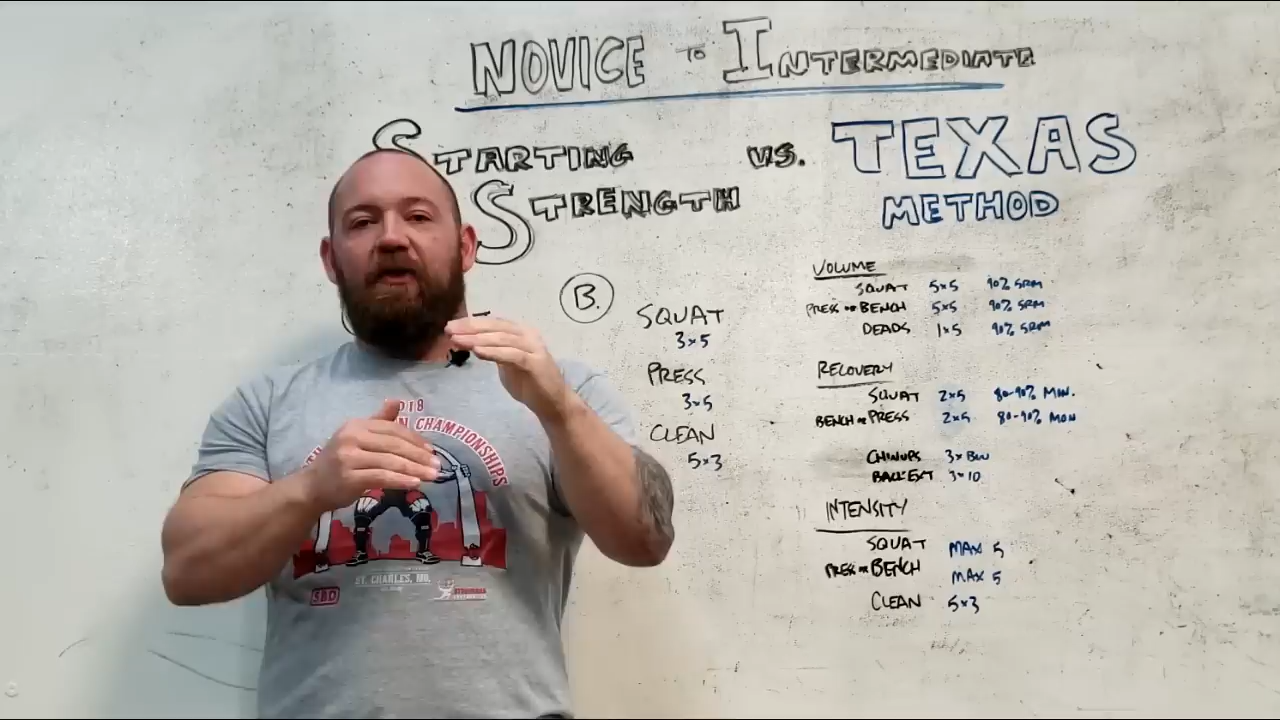 NOVICE TO INTERMEDIATE
STARTING STRENGTH VS. TEXAS METHOD
B.
SQUAT
3x5
PRESS
3x5
CLEAN
5x3
VOLUME
SQUAT 5x5 90% 5RM
PRESS OR BENCH 5x5 90% 5RM
DEADS 1x5 90% 5RM
RECOVERY
SQUAT 2x5 80-90% MON.
BENCH OR PRESS 2x5 80-90% MON
CHINUPS 3xBW
BACK EXT 3x10
INTENSITY
SQUAT MAX 5
PRESS OR BENCH MAX 5
CLEAN 5x3
2018
CHAMPIONSHIPS
ST. CHARLES, MO.
SBD